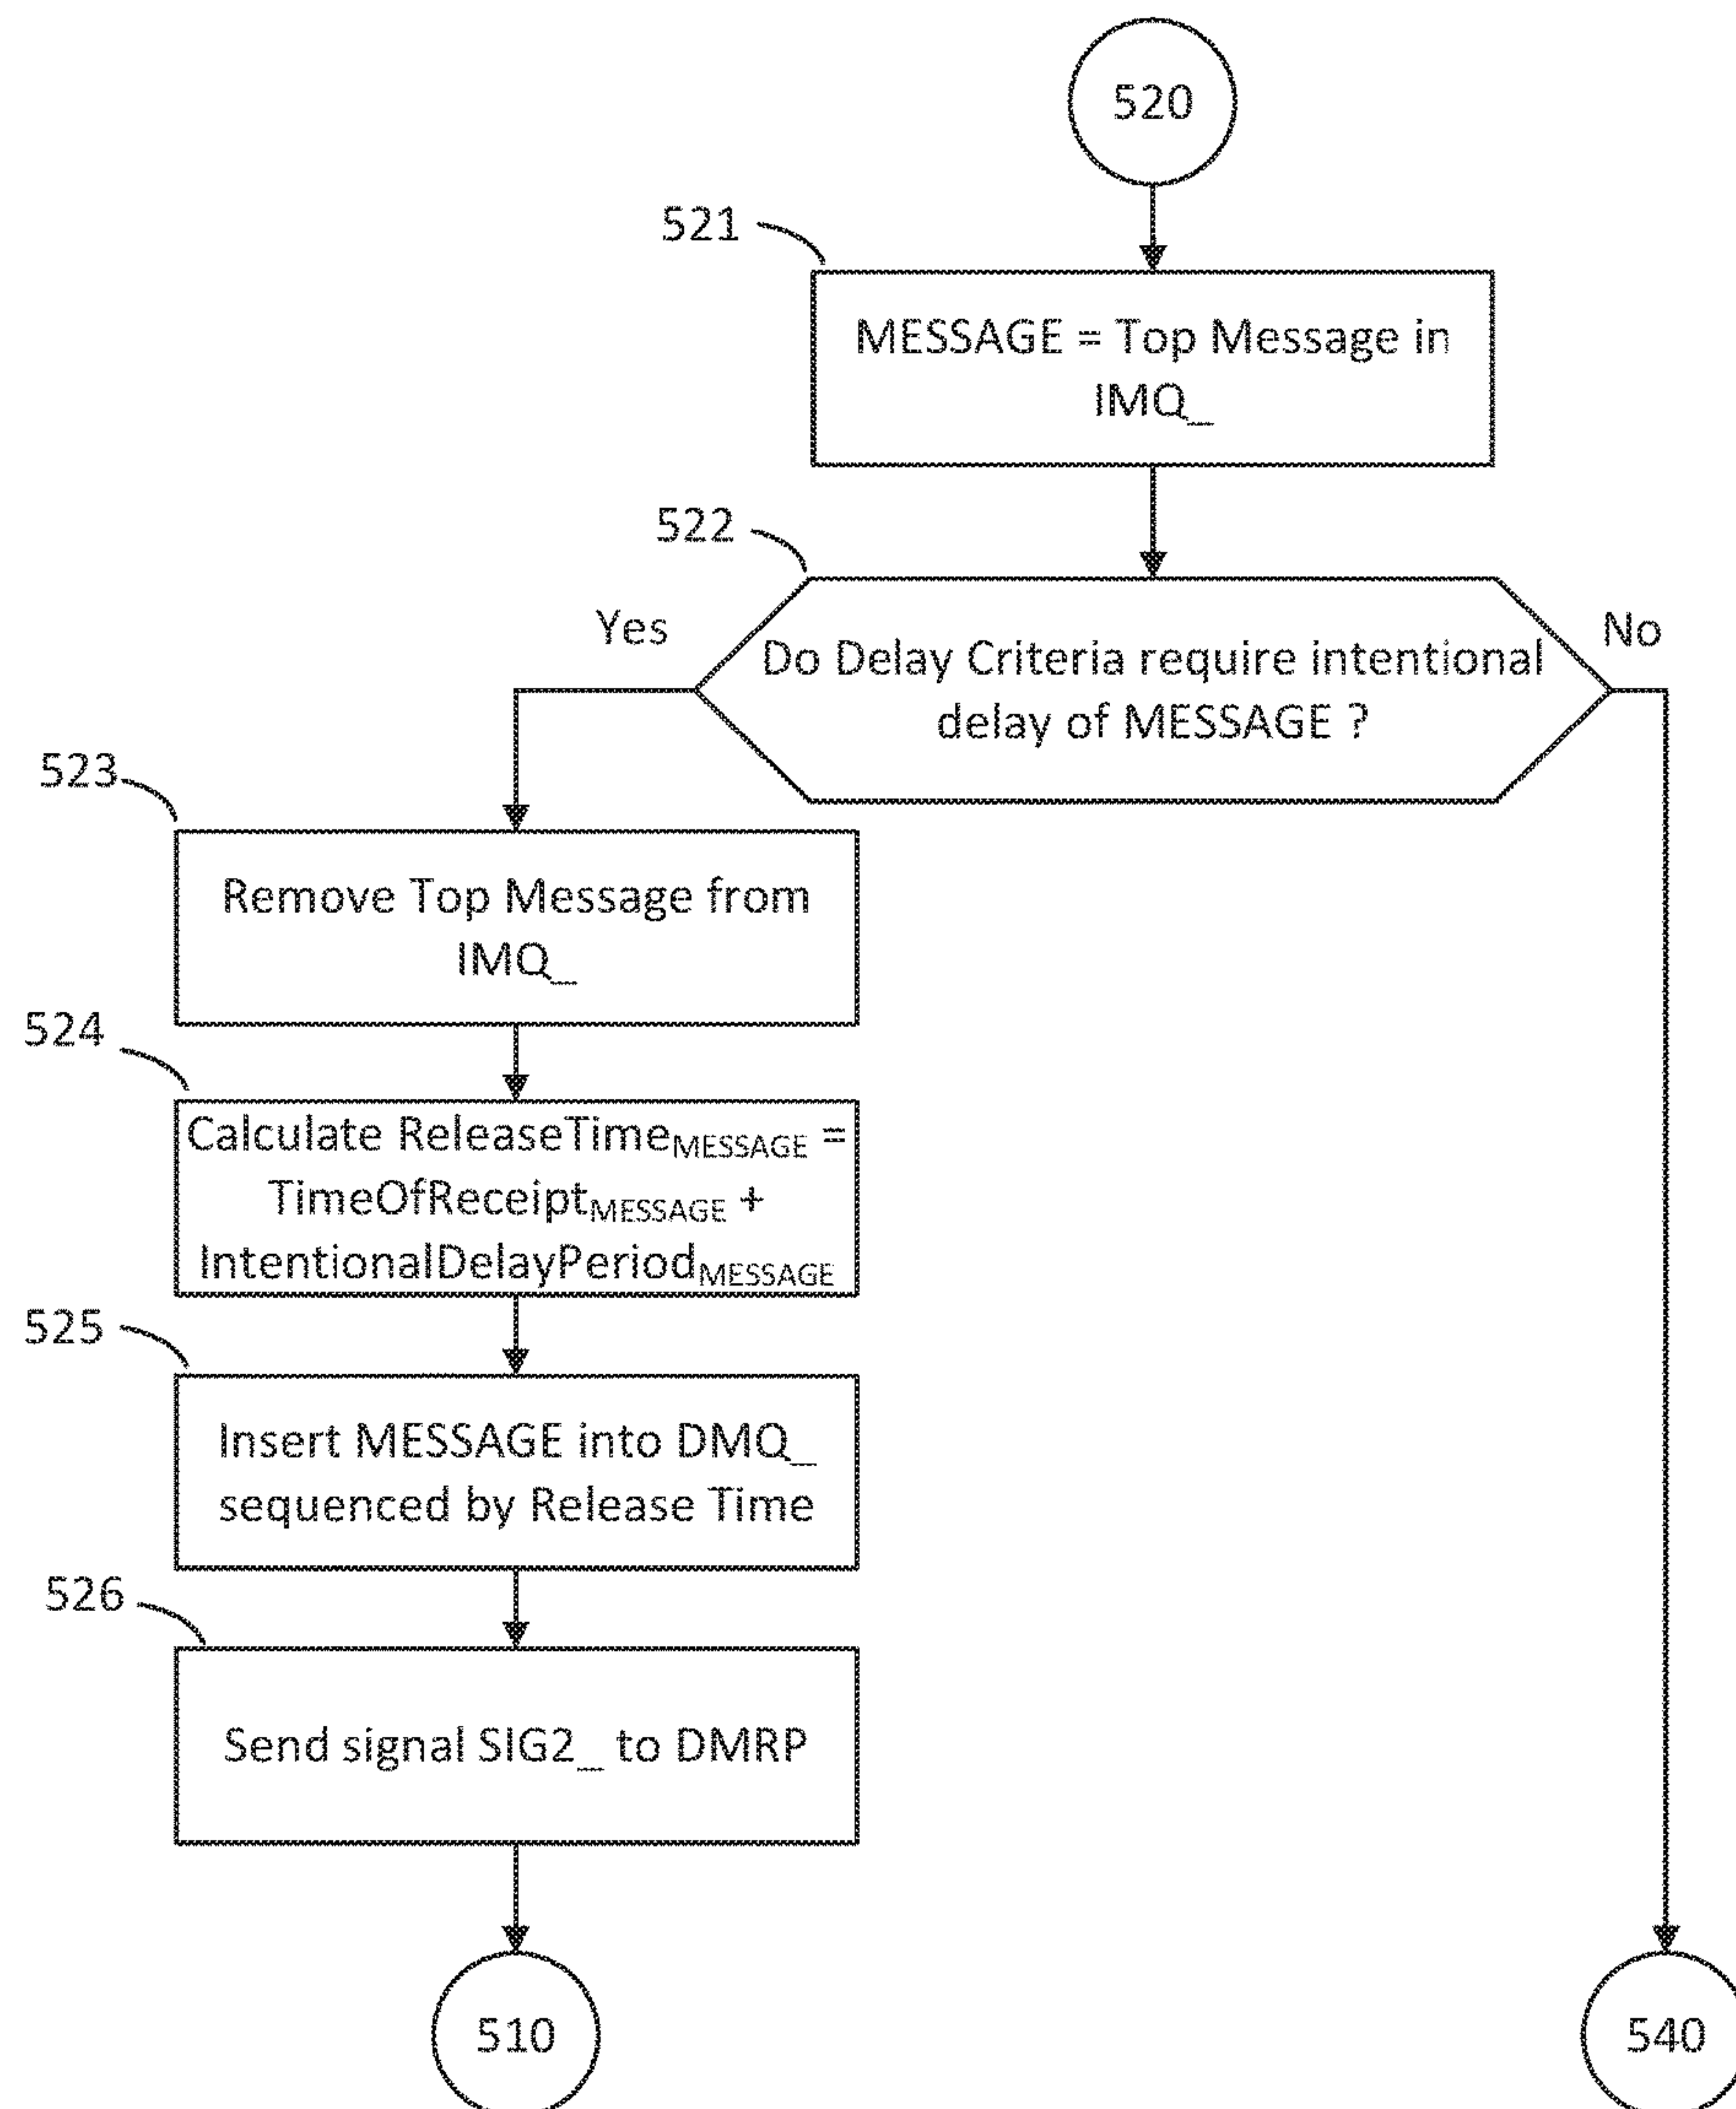 520
521
MESSAGE = Top Message in
IMQ_
522
Yes
No
Do Delay Criteria require intentional
delay of MESSAGE ?
523
Remove Top Message from
IMQ_
524
Calculate ReleaseTimeMESSAGE =
TimeOfReceiptMESSAGE +
IntentionalDelayPeriodMESSAGE
525
Insert MESSAGE into DMQ_
sequenced by Release Time
526
Send signal SIG2_ to DMRP
510
540